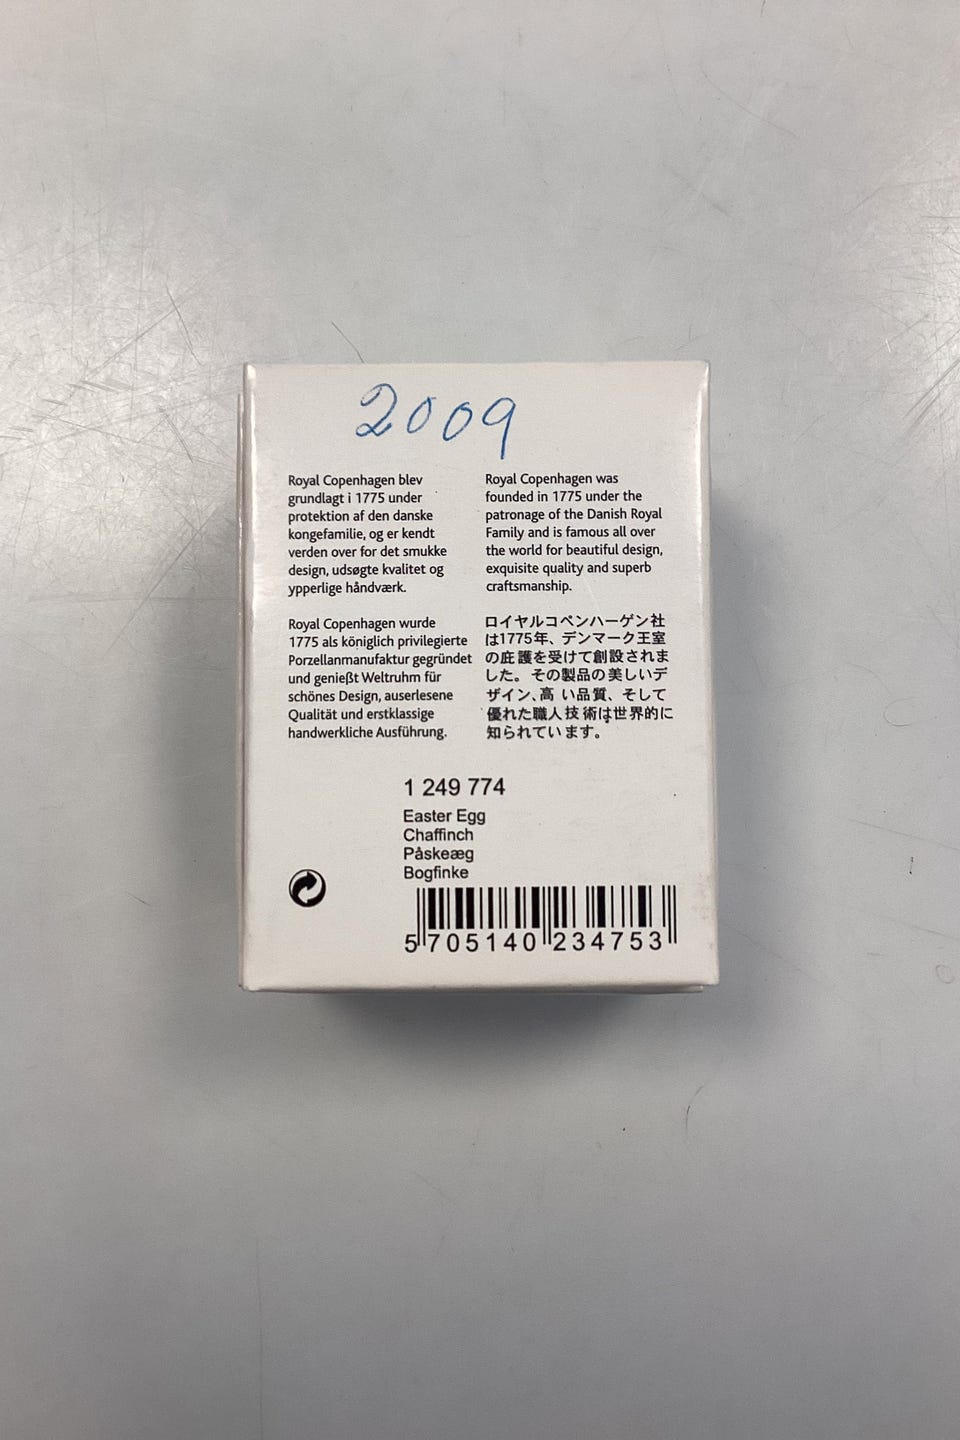 2009
Royal Copenhagen blev
grundlagt i 1775 under
protektion af den danske
kongefamilie, og er kendt
verden over for det smukke
design, udsøgte kvalitet og
ypperlige håndværk.
Royal Copenhagen was
founded in 1775 under the
patronage of the Danish Royal
Family and is famous all over
the world for beautiful design,
exquisite quality and superb
craftsmanship.
Royal Copenhagen wurde
1775 als königlich privilegierte
Porzellanmanufaktur gegründet
und genießt Weltruhm für
schönes Design, auserlesene
Qualität und erstklassige
handwerkliche Ausführung.
ロイヤルコペンハーゲン社
は1775年、デンマーク王室
の庇護を受けて創設されま
した。その製品の美しいデ
ザイン、高い品質、そして
優れた職人技術は世界的に
知られています。
1 249 774
Easter Egg
Chaffinch
Påskeæg
Bogfinke
5 705140 234753